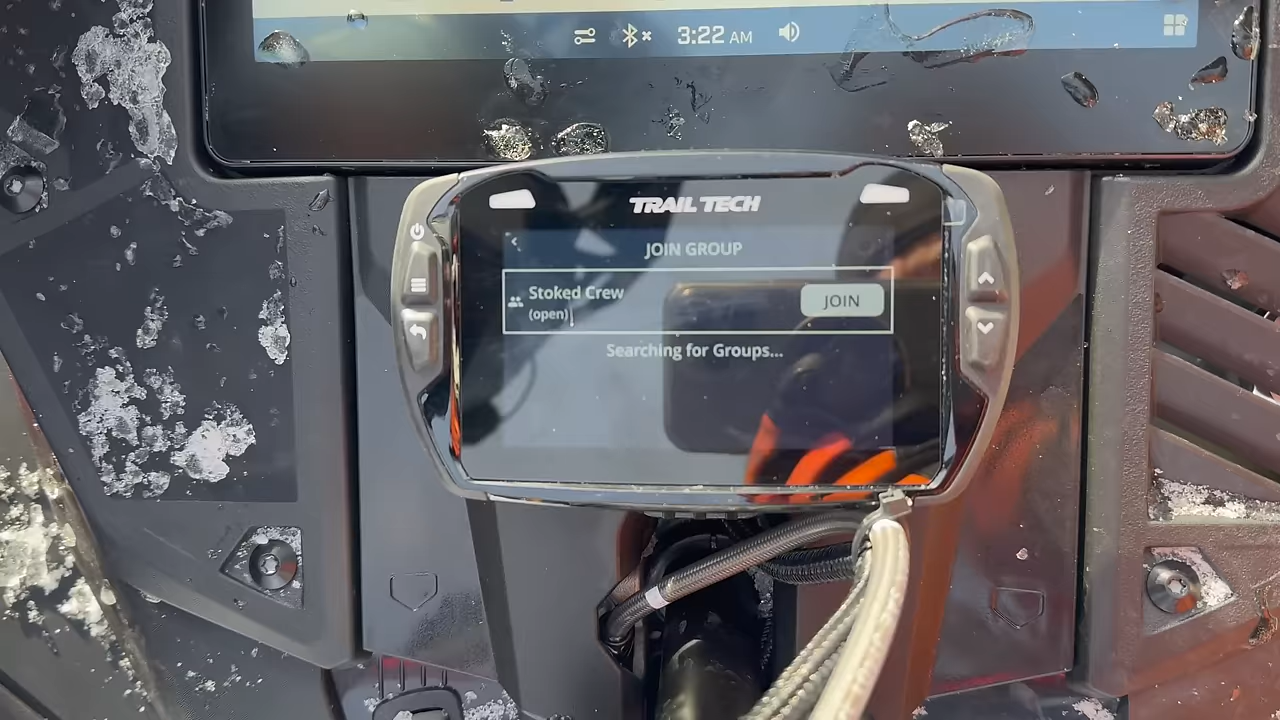 3:22 AM
TRAIL TECH
JOIN GROUP
Stoked Crew
JOIN
(open)
Searching for Groups...